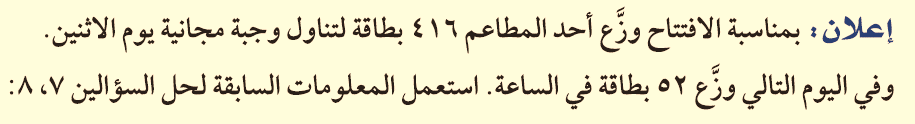 إعلان: بمناسبة الافتتاح وزَّع أحد المطاعم ٤١٦ بطاقة لتناول وجبة مجانية يوم الاثنين.
وفي اليوم التالي وزَّع ٥٢ بطاقة في الساعة. استعمل المعلومات السابقة لحل السؤالين ٧، ٨: